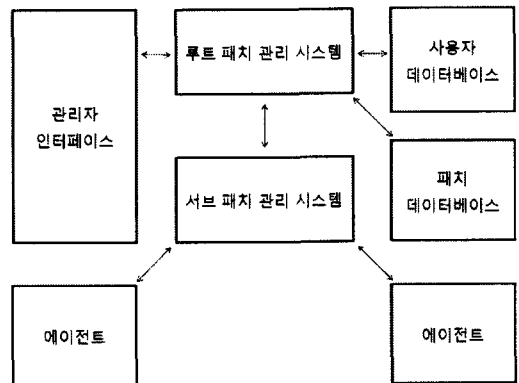 루트 패치 관리 시스템
사용자
데이터베이스
관리자
인터페이스
서브 패치 관리 시스템
패치
데이터베이스
에이전트
에이전트